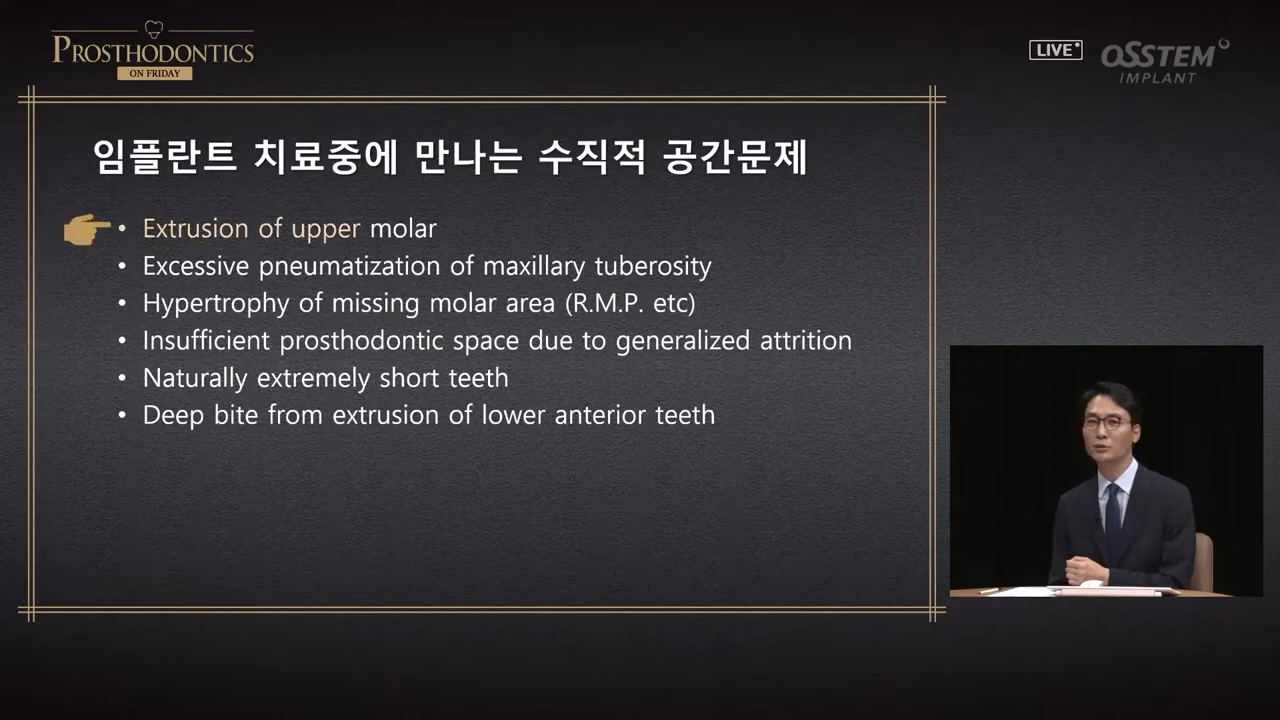 PROSTHODONTICS
ON FRIDAY
LIVE
OSSTEM
IMPLANT
임플란트 치료중에 만나는 수직적 공간문제
• Extrusion of upper molar
• Excessive pneumatization of maxillary tuberosity
• Hypertrophy of missing molar area (R.M.P. etc)
• Insufficient prosthodontic space due to generalized attrition
• Naturally extremely short teeth
• Deep bite from extrusion of lower anterior teeth